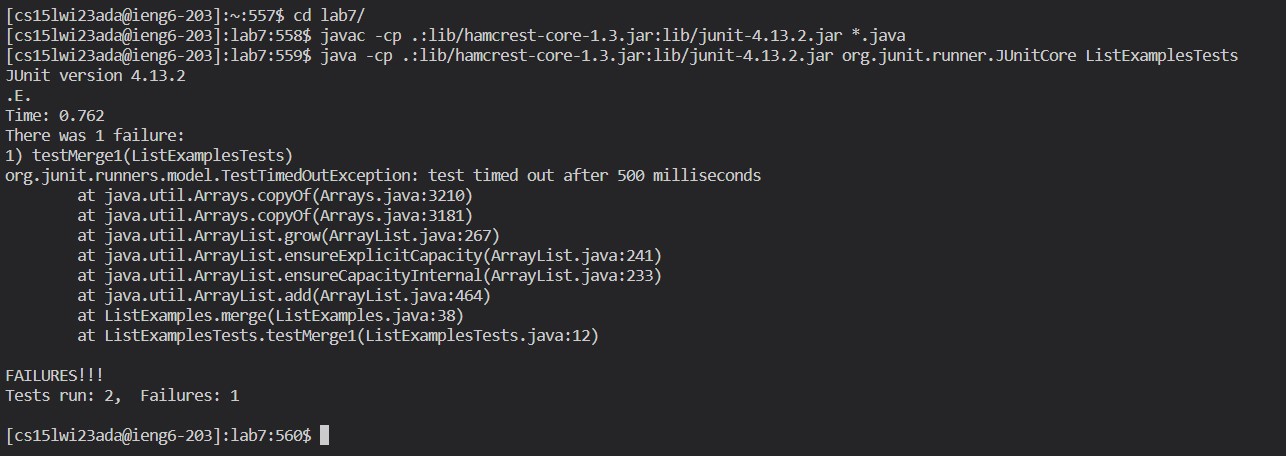 [cs15lwi23ada@ieng6-203]:~:557$ cd lab7/
[cs15lwi23ada@ieng6-203]:lab7:558$ javac -cp .:lib/hamcrest-core-1.3.jar:lib/junit-4.13.2.jar *.java
[cs15lwi23ada@ieng6-203]:lab7:559$ java -cp .:lib/hamcrest-core-1.3.jar:lib/junit-4.13.2.jar org.junit.runner.JUnitCore ListExamplesTests
JUnit version 4.13.2
.E.
Time: 0.762
There was 1 failure:
1) testMerge1(ListExamplesTests)
org.junit.runners.model.TestTimedOutException: test timed out after 500 milliseconds
        at java.util.Arrays.copyOf(Arrays.java:3210)
        at java.util.Arrays.copyOf(Arrays.java:3181)
        at java.util.ArrayList.grow(ArrayList.java:267)
        at java.util.ArrayList.ensureExplicitCapacity(ArrayList.java:241)
        at java.util.ArrayList.ensureCapacityInternal(ArrayList.java:233)
        at java.util.ArrayList.add(ArrayList.java:464)
        at ListExamples.merge(ListExamples.java:38)
        at ListExamplesTests.testMerge1(ListExamplesTests.java:12)

FAILURES!!!
Tests run: 2,  Failures: 1

[cs15lwi23ada@ieng6-203]:lab7:560$